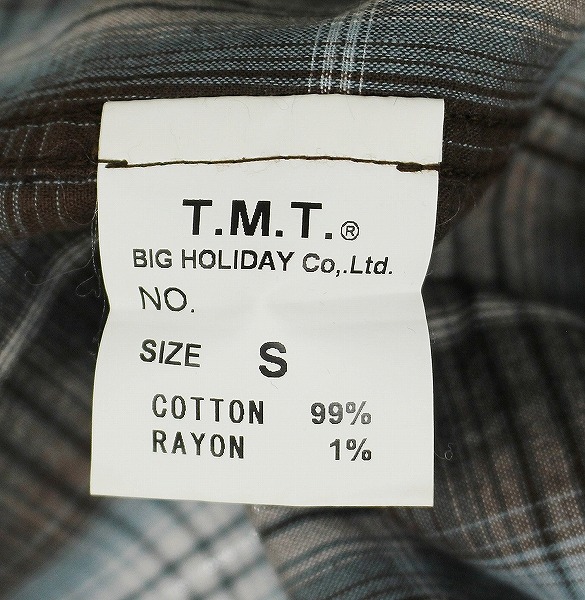 T.M.T.®
BIG HOLIDAY Co,.Ltd.
NO.
SIZE S
COTTON 99%
RAYON 1%